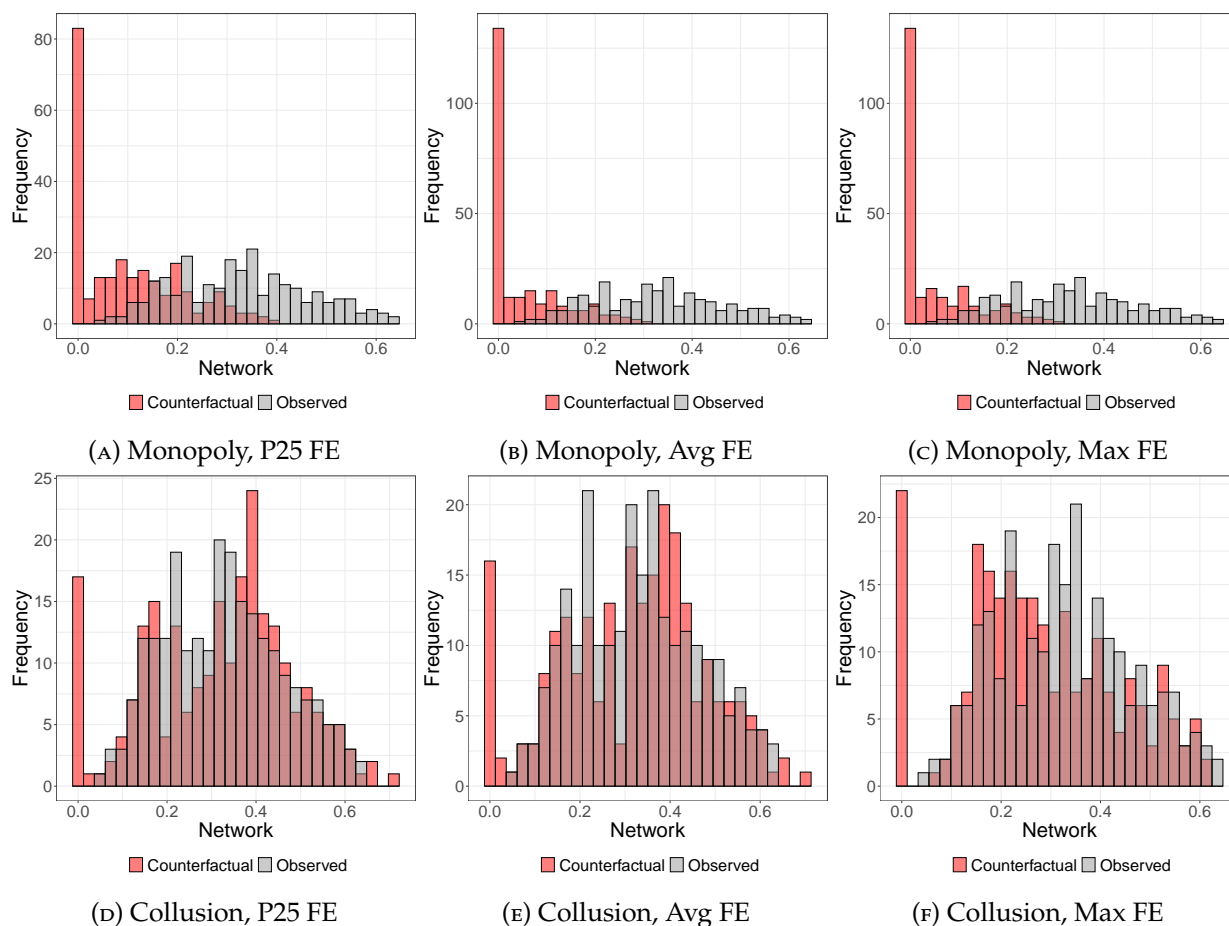 80
60
40
20
0
Frequency
0.0 0.2 0.4 0.6
Network
Counterfactual Observed
(A) Monopoly, P25 FE
100
50
0
Frequency
0.0 0.2 0.4 0.6
Network
Counterfactual Observed
(B) Monopoly, Avg FE
100
50
0
Frequency
0.0 0.2 0.4 0.6
Network
Counterfactual Observed
(C) Monopoly, Max FE
25
20
15
10
5
0
Frequency
0.0 0.2 0.4 0.6
Network
Counterfactual Observed
(D) Collusion, P25 FE
20
15
10
5
0
Frequency
0.0 0.2 0.4 0.6
Network
Counterfactual Observed
(E) Collusion, Avg FE
20
15
10
5
0
Frequency
0.0 0.2 0.4 0.6
Network
Counterfactual Observed
(F) Collusion, Max FE